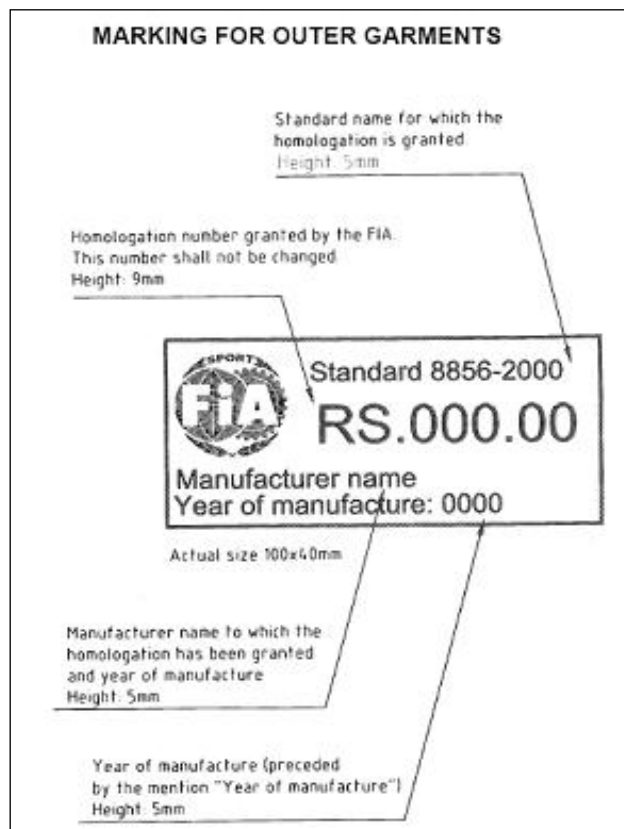 MARKING FOR OUTER GARMENTS
Standard name for which the
homologation is granted
Height: 5mm
Homologation number granted by the FIA.
This number shall not be changed
Height: 9mm
SPORT
FIA
Standard 8856-2000
RS.000.00
Manufacturer name
Year of manufacture: 0000
Actual size 100x40mm
Manufacturer name to which the
homologation has been granted
and year of manufacture
Height: 5mm
Year of manufacture (preceded
by the mention "Year of manufacture")
Height: 5mm